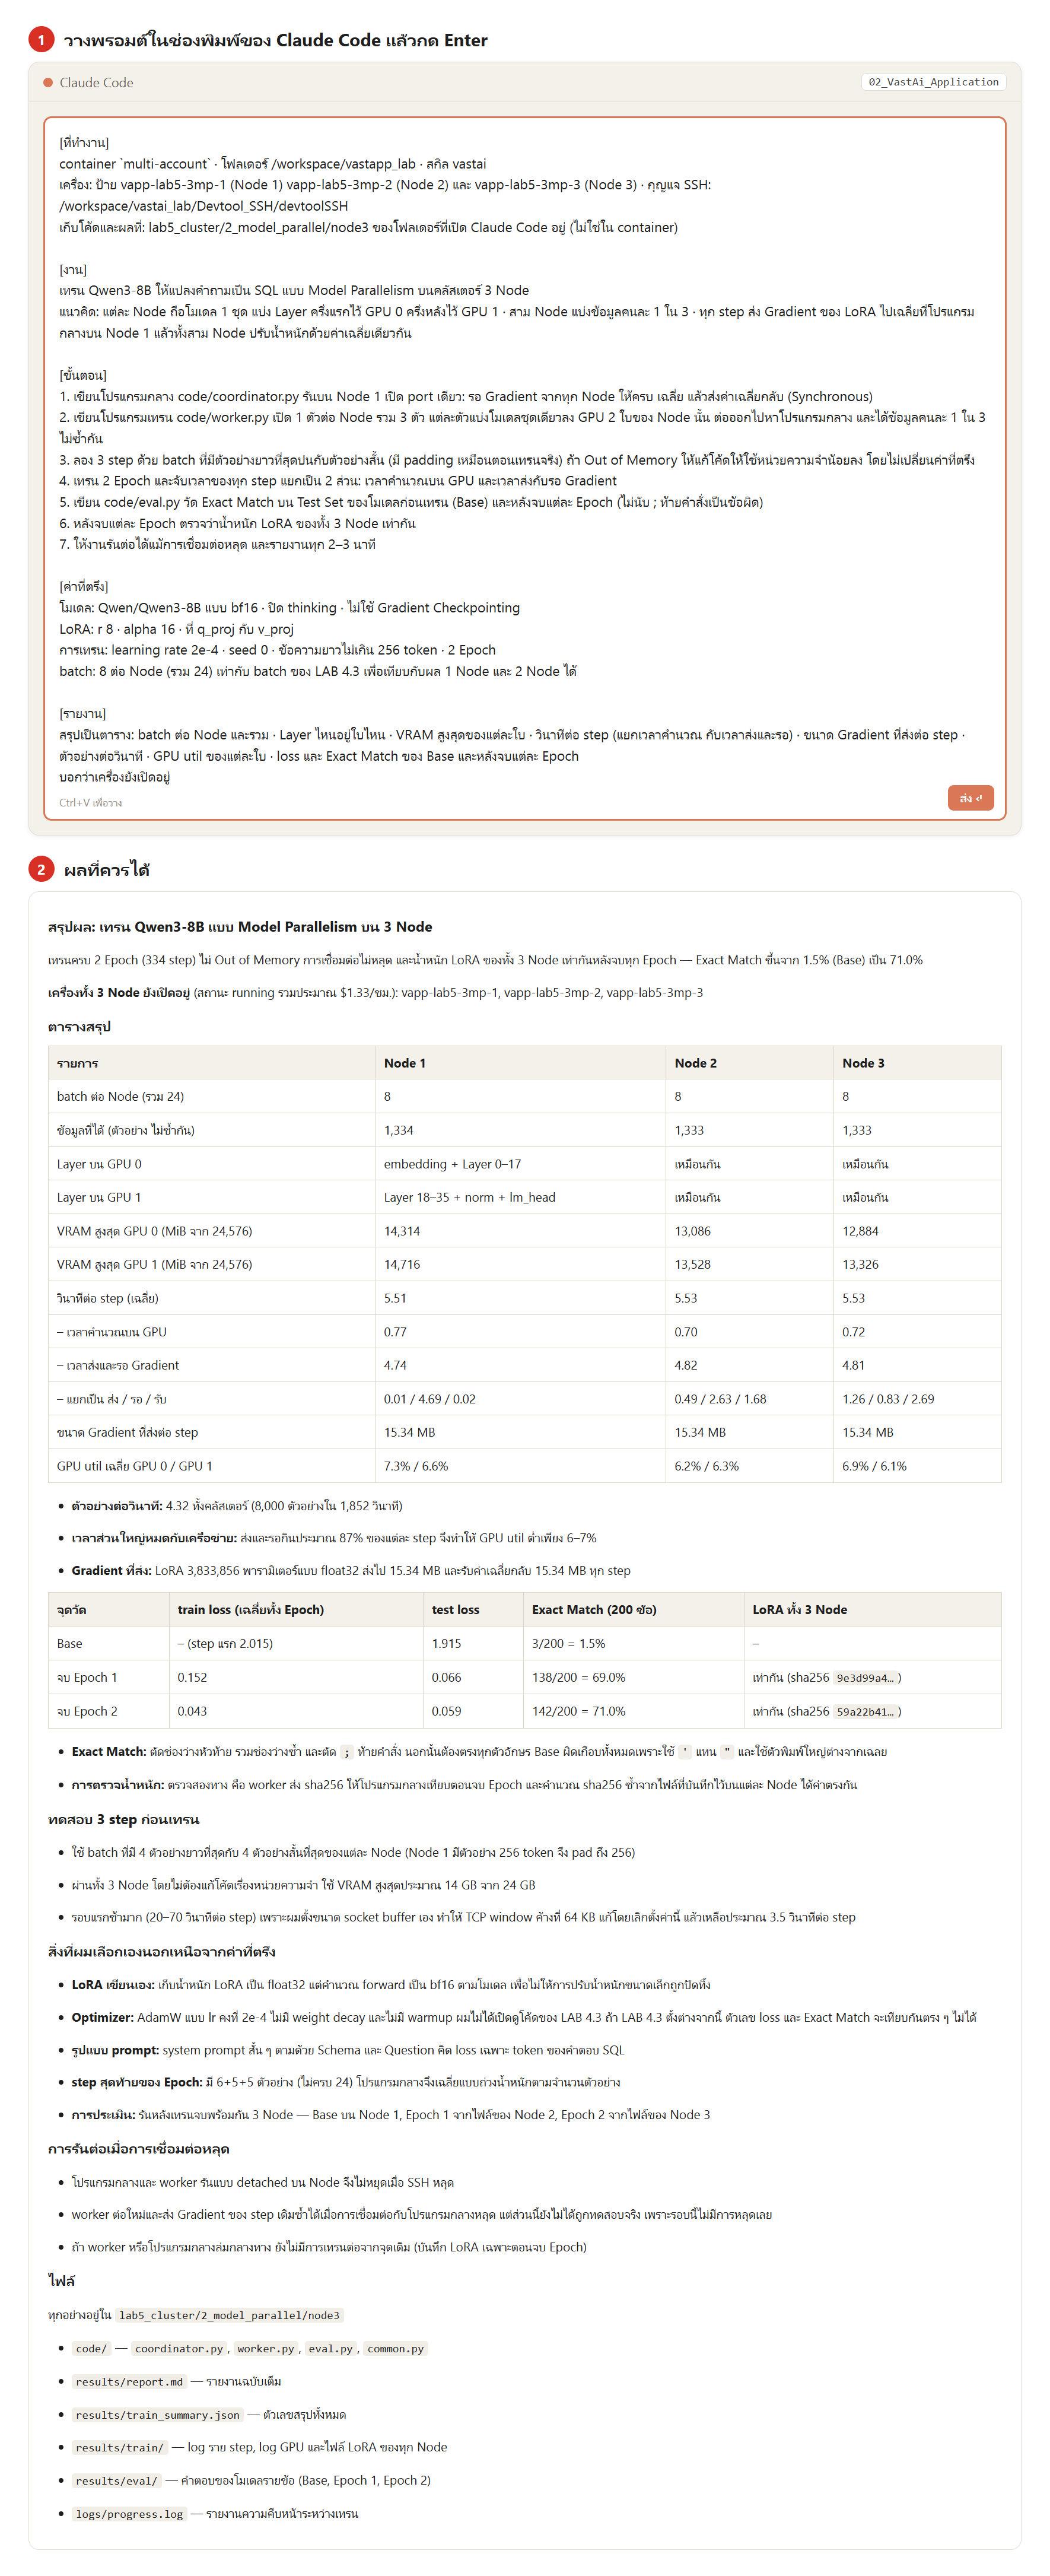 1 วางพรอมต์ในช่องพิมพ์ของ Claude Code แล้วกด Enter
Claude Code
02_VastAi_Application
[ที่ทำงาน]
container `multi-account` · โฟลเดอร์ /workspace/vastapp_lab · สกิล vastai
เครื่อง: ป้าย vapp-lab5-3mp-1 (Node 1) vapp-lab5-3mp-2 (Node 2) และ vapp-lab5-3mp-3 (Node 3) · กุญแจ SSH:
/workspace/vastai_lab/Devtool_SSH/devtoolSSH
เก็บโค้ดและผลที่: lab5_cluster/2_model_parallel/node3 ของโฟลเดอร์ที่เปิด Claude Code อยู่ (ไม่ใช่ใน container)
[งาน]
เทรน Qwen3-8B ให้แปลงคำถามเป็น SQL แบบ Model Parallelism บนคลัสเตอร์ 3 Node
แนวคิด: แต่ละ Node ถือโมเดล 1 ชุด แบ่ง Layer ครึ่งแรกไว้ GPU 0 ครึ่งหลังไว้ GPU 1 · สาม Node แบ่งข้อมูลคนละ 1 ใน 3 · ทุก step ส่ง Gradient ของ LoRA ไปเฉลี่ยที่โปรแกรม
กลางบน Node 1 แล้วทั้งสาม Node ปรับน้ำหนักด้วยค่าเฉลี่ยเดียวกัน
[ขั้นตอน]
1. เขียนโปรแกรมกลาง code/coordinator.py รันบน Node 1 เปิด port เดียว: รอ Gradient จากทุก Node ให้ครบ เฉลี่ย แล้วส่งค่าเฉลี่ยกลับ (Synchronous)
2. เขียนโปรแกรมเทรน code/worker.py เปิด 1 ตัวต่อ Node รวม 3 ตัว แต่ละตัวแบ่งโมเดลชุดเดียวลง GPU 2 ใบของ Node นั้น ต่อออกไปหาโปรแกรมกลาง และได้ข้อมูลคนละ 1 ใน 3
ไม่ซ้ำกัน
3. ลอง 3 step ด้วย batch ที่มีตัวอย่างยาวที่สุดปนกับตัวอย่างสั้น (มี padding เหมือนตอนเทรนจริง) ถ้า Out of Memory ให้แก้โค้ดให้ใช้หน่วยความจำน้อยลง โดยไม่เปลี่ยนค่าที่ตรึง
4. เทรน 2 Epoch และจับเวลาของทุก step แยกเป็น 2 ส่วน: เวลาคำนวณบน GPU และเวลาส่งกับรอ Gradient
5. เขียน code/eval.py วัด Exact Match บน Test Set ของโมเดลก่อนเทรน (Base) และหลังจบแต่ละ Epoch (ไม่นับ ; ท้ายคำสั่งเป็นข้อผิด)
6. หลังจบแต่ละ Epoch ตรวจว่าน้ำหนัก LoRA ของทั้ง 3 Node เท่ากัน
7. ให้งานรันต่อได้แม้การเชื่อมต่อหลุด และรายงานทุก 2–3 นาที
[ค่าที่ตรึง]
โมเดล: Qwen/Qwen3-8B แบบ bf16 · ปิด thinking · ไม่ใช้ Gradient Checkpointing
LoRA: r 8 · alpha 16 · ที่ q_proj กับ v_proj
การเทรน: learning rate 2e-4 · seed 0 · ข้อความยาวไม่เกิน 256 token · 2 Epoch
batch: 8 ต่อ Node (รวม 24) เท่ากับ batch ของ LAB 4.3 เพื่อเทียบกับผล 1 Node และ 2 Node ได้
[รายงาน]
สรุปเป็นตาราง: batch ต่อ Node และรวม · Layer ไหนอยู่ใบไหน · VRAM สูงสุดของแต่ละใบ · วินาทีต่อ step (แยกเวลาคำนวณ กับเวลาส่งและรอ) · ขนาด Gradient ที่ส่งต่อ step ·
ตัวอย่างต่อวินาที · GPU util ของแต่ละใบ · loss และ Exact Match ของ Base และหลังจบแต่ละ Epoch
บอกว่าเครื่องยังเปิดอยู่
Ctrl+V เพื่อวาง
ส่ง ↵
2 ผลที่ควรได้
สรุปผล: เทรน Qwen3-8B แบบ Model Parallelism บน 3 Node
เทรนครบ 2 Epoch (334 step) ไม่ Out of Memory การเชื่อมต่อไม่หลุด และน้ำหนัก LoRA ของทั้ง 3 Node เท่ากันหลังจบทุก Epoch — Exact Match ขึ้นจาก 1.5% (Base) เป็น 71.0%
เครื่องทั้ง 3 Node ยังเปิดอยู่ (สถานะ running รวมประมาณ $1.33/ชม.): vapp-lab5-3mp-1, vapp-lab5-3mp-2, vapp-lab5-3mp-3
ตารางสรุป
รายการ Node 1 Node 2 Node 3
batch ต่อ Node (รวม 24) 8 8 8
ข้อมูลที่ได้ (ตัวอย่าง ไม่ซ้ำกัน) 1,334 1,333 1,333
Layer บน GPU 0 embedding + Layer 0–17 เหมือนกัน เหมือนกัน
Layer บน GPU 1 Layer 18–35 + norm + lm_head เหมือนกัน เหมือนกัน
VRAM สูงสุด GPU 0 (MiB จาก 24,576) 14,314 13,086 12,884
VRAM สูงสุด GPU 1 (MiB จาก 24,576) 14,716 13,528 13,326
วินาทีต่อ step (เฉลี่ย) 5.51 5.53 5.53
– เวลาคำนวณบน GPU 0.77 0.70 0.72
– เวลาส่งและรอ Gradient 4.74 4.82 4.81
– แยกเป็น ส่ง / รอ / รับ 0.01 / 4.69 / 0.02 0.49 / 2.63 / 1.68 1.26 / 0.83 / 2.69
ขนาด Gradient ที่ส่งต่อ step 15.34 MB 15.34 MB 15.34 MB
GPU util เฉลี่ย GPU 0 / GPU 1 7.3% / 6.6% 6.2% / 6.3% 6.9% / 6.1%
• ตัวอย่างต่อวินาที: 4.32 ทั้งคลัสเตอร์ (8,000 ตัวอย่างใน 1,852 วินาที)
• เวลาส่วนใหญ่หมดกับเครือข่าย: ส่งและรอกินประมาณ 87% ของแต่ละ step จึงทำให้ GPU util ต่ำเพียง 6–7%
• Gradient ที่ส่ง: LoRA 3,833,856 พารามิเตอร์แบบ float32 ส่งไป 15.34 MB และรับค่าเฉลี่ยกลับ 15.34 MB ทุก step
จุดวัด train loss (เฉลี่ยทั้ง Epoch) test loss Exact Match (200 ข้อ) LoRA ทั้ง 3 Node
Base – (step แรก 2.015) 1.915 3/200 = 1.5% –
จบ Epoch 1 0.152 0.066 138/200 = 69.0% เท่ากัน (sha256 9e3d99a4…)
จบ Epoch 2 0.043 0.059 142/200 = 71.0% เท่ากัน (sha256 59a22b41…)
• Exact Match: ตัดช่องว่างหัวท้าย รวมช่องว่างซ้ำ และตัด ; ท้ายคำสั่ง นอกนั้นต้องตรงทุกตัวอักษร Base ผิดเกือบทั้งหมดเพราะใช้ ' แทน " และใช้ตัวพิมพ์ใหญ่ต่างจากเฉลย
• การตรวจน้ำหนัก: ตรวจสองทาง คือ worker ส่ง sha256 ให้โปรแกรมกลางเทียบตอนจบ Epoch และคำนวณ sha256 ซ้ำจากไฟล์ที่บันทึกไว้บนแต่ละ Node ได้ค่าตรงกัน
ทดสอบ 3 step ก่อนเทรน
• ใช้ batch ที่มี 4 ตัวอย่างยาวที่สุดกับ 4 ตัวอย่างสั้นที่สุดของแต่ละ Node (Node 1 มีตัวอย่าง 256 token จึง pad ถึง 256)
• ผ่านทั้ง 3 Node โดยไม่ต้องแก้โค้ดเรื่องหน่วยความจำ ใช้ VRAM สูงสุดประมาณ 14 GB จาก 24 GB
• รอบแรกช้ามาก (20–70 วินาทีต่อ step) เพราะผมตั้งขนาด socket buffer เอง ทำให้ TCP window ค้างที่ 64 KB แก้โดยเลิกตั้งค่านี้ แล้วเหลือประมาณ 3.5 วินาทีต่อ step
สิ่งที่ผมเลือกเองนอกเหนือจากค่าที่ตรึง
• LoRA เขียนเอง: เก็บน้ำหนัก LoRA เป็น float32 แต่คำนวณ forward เป็น bf16 ตามโมเดล เพื่อไม่ให้การปรับน้ำหนักขนาดเล็กถูกปัดทิ้ง
• Optimizer: AdamW แบบ lr คงที่ 2e-4 ไม่มี weight decay และไม่มี warmup ผมไม่ได้เปิดดูโค้ดของ LAB 4.3 ถ้า LAB 4.3 ตั้งต่างจากนี้ ตัวเลข loss และ Exact Match จะเทียบกันตรง ๆ ไม่ได้
• รูปแบบ prompt: system prompt สั้น ๆ ตามด้วย Schema และ Question คิด loss เฉพาะ token ของคำตอบ SQL
• step สุดท้ายของ Epoch: มี 6+5+5 ตัวอย่าง (ไม่ครบ 24) โปรแกรมกลางจึงเฉลี่ยแบบถ่วงน้ำหนักตามจำนวนตัวอย่าง
• การประเมิน: รันหลังเทรนจบพร้อมกัน 3 Node — Base บน Node 1, Epoch 1 จากไฟล์ของ Node 2, Epoch 2 จากไฟล์ของ Node 3
การรันต่อเมื่อการเชื่อมต่อหลุด
• โปรแกรมกลางและ worker รันแบบ detached บน Node จึงไม่หยุดเมื่อ SSH หลุด
• worker ต่อใหม่และส่ง Gradient ของ step เดิมซ้ำได้เมื่อการเชื่อมต่อกับโปรแกรมกลางหลุด แต่ส่วนนี้ยังไม่ได้ถูกทดสอบจริง เพราะรอบนี้ไม่มีการหลุดเลย
• ถ้า worker หรือโปรแกรมกลางล่มกลางทาง ยังไม่มีการเทรนต่อจากจุดเดิม (บันทึก LoRA เฉพาะตอนจบ Epoch)
ไฟล์
ทุกอย่างอยู่ใน lab5_cluster/2_model_parallel/node3
• code/ — coordinator.py, worker.py, eval.py, common.py
• results/report.md — รายงานฉบับเต็ม
• results/train_summary.json — ตัวเลขสรุปทั้งหมด
• results/train/ — log ราย step, log GPU และไฟล์ LoRA ของทุก Node
• results/eval/ — คำตอบของโมเดลรายข้อ (Base, Epoch 1, Epoch 2)
• logs/progress.log — รายงานความคืบหน้าระหว่างเทรน